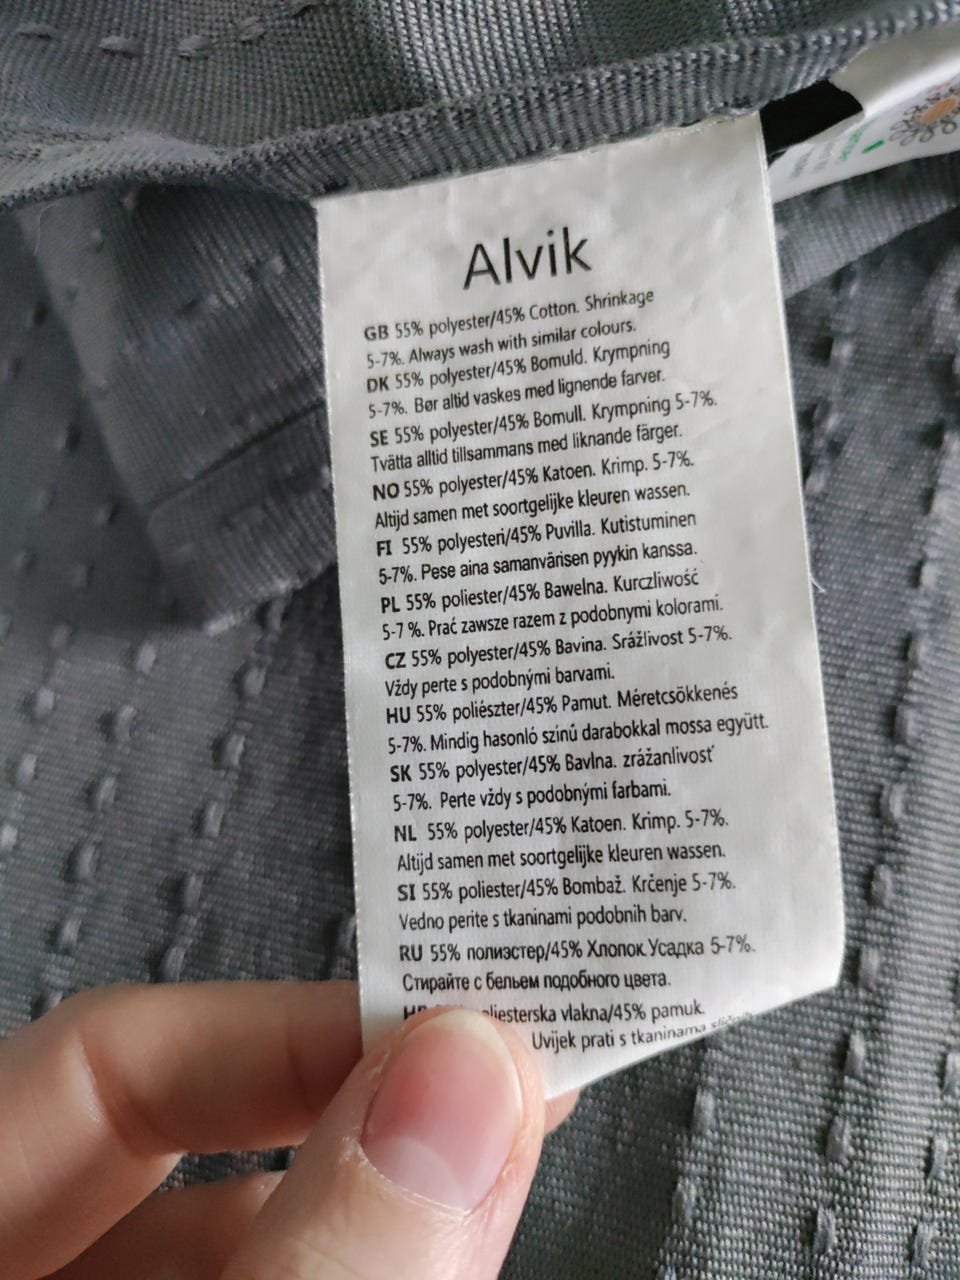 Alvik
GB 55% polyester/45% Cotton. Shrinkage
5-7%. Always wash with similar colours.
DK 55% polyester/45% Bomuld. Krympning
5-7%. Bør altid vaskes med lignende farver.
SE 55% polyester/45% Bomull. Krympning 5-7%.
Tvätta alltid tillsammans med liknande färger.
NO 55% polyester/45% Katoen. Krimp. 5-7%.
Altijd samen met soortgelijke kleuren wassen.
FI 55% polyesteri/45% Puvilla. Kutistuminen
5-7%. Pese aina samanvärisen pyykin kanssa.
PL 55% poliester/45% Bawełna. Kurczliwość
5-7 %. Prać zawsze razem z podobnymi kolorami.
CZ 55% polyester/45% Bavina. Srážlivost 5-7%.
Vždy perte s podobnými barvami.
HU 55% poliészter/45% Pamut. Méretcsökkenés
5-7%. Mindig hasonló színű darabokkal mossa együtt.
SK 55% polyester/45% Bavlna. zrážanlivosť
5-7%. Perte vždy s podobnými farbami.
NL 55% polyester/45% Katoen. Krimp. 5-7%.
Altijd samen met soortgelijke kleuren wassen.
SI 55% poliester/45% Bombaž. Krčenje 5-7%.
Vedno perite s tkaninami podobnih barv.
RU 55% полиэстер/45% Хлопок. Усадка 5-7%.
Стирайте с бельем подобного цвета.
vlakna/45% pamuk.
Uvijek prati s tkaninama